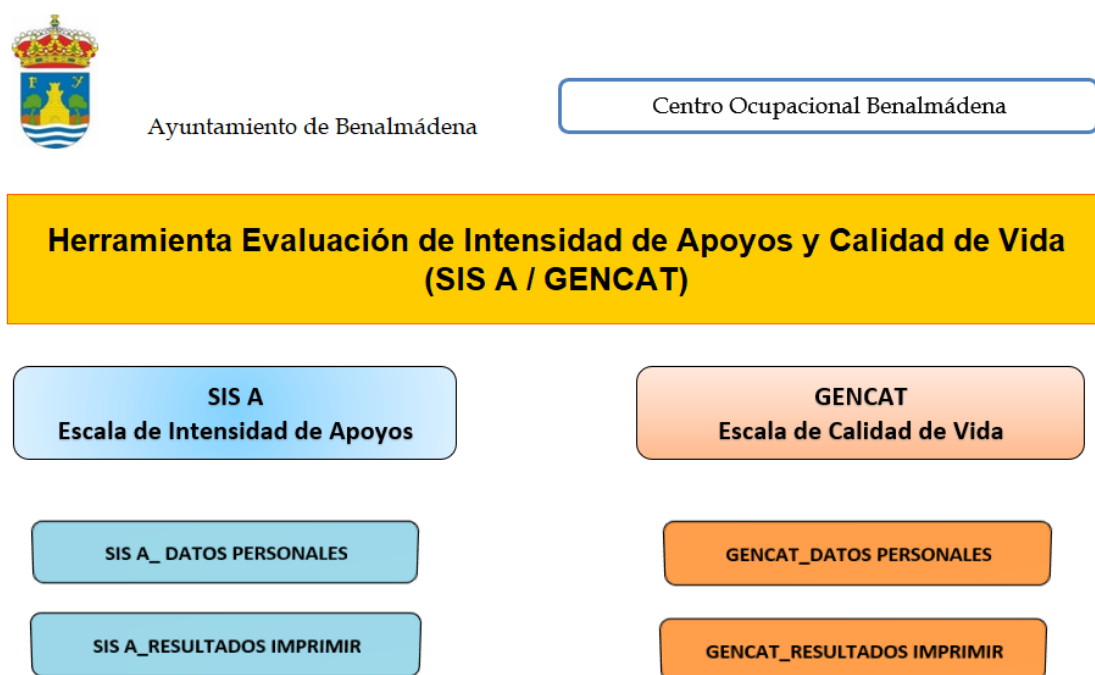 P Y
Ayuntamiento de Benalmádena
Centro Ocupacional Benalmádena
Herramienta Evaluación de Intensidad de Apoyos y Calidad de Vida
(SIS A / GENCAT)
SIS A
Escala de Intensidad de Apoyos
GENCAT
Escala de Calidad de Vida
SIS A_ DATOS PERSONALES
GENCAT_DATOS PERSONALES
SIS A_RESULTADOS IMPRIMIR
GENCAT_RESULTADOS IMPRIMIR